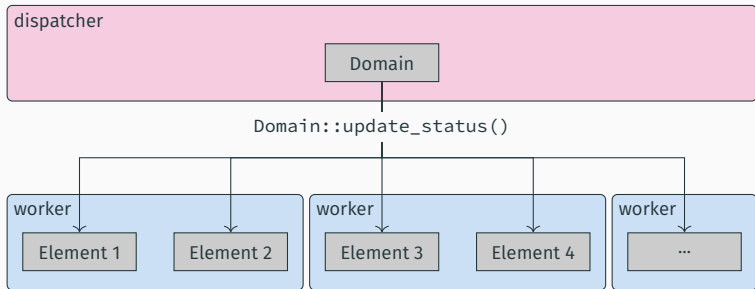 dispatcher
Domain
Domain::update_status()
worker
worker
worker
Element 1
Element 2
Element 3
Element 4
...